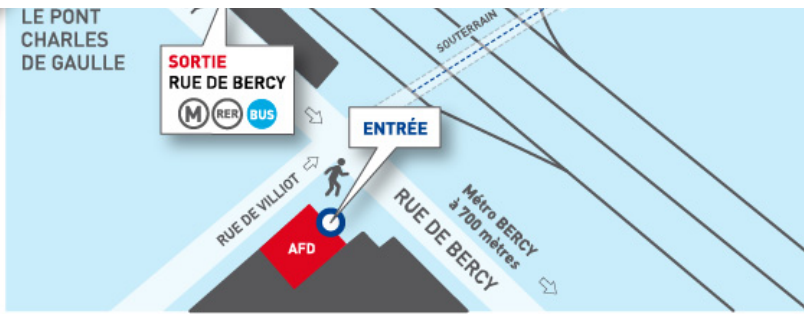 LE PONT
CHARLES
DE GAULLE
SORTIE
RUE DE BERCY
M RER BUS
SOUTERRAIN
ENTRÉE
RUE DE VILLIOT
AFD
RUE DE BERCY
Métro BERCY
à 700 mètres